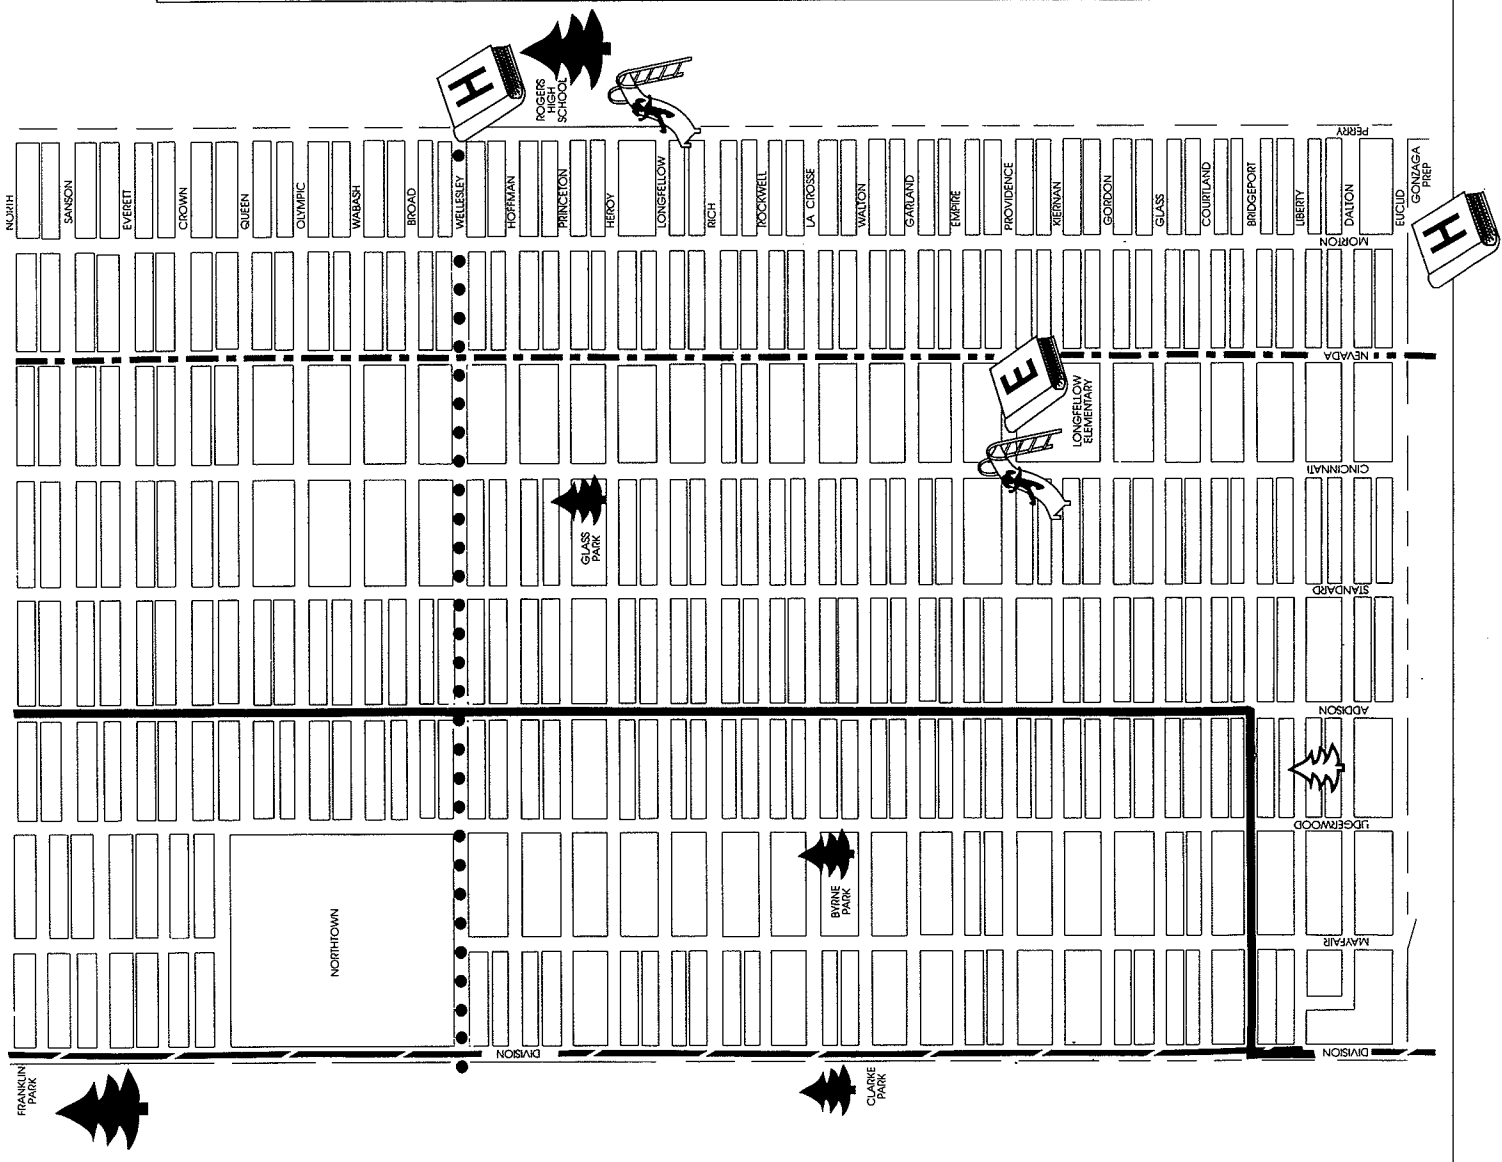 H
ROGERS
HIGH
SCHOOL
PERRY
NORTH
SANSON
EVERETT
CROWN
QUEEN
OLYMPIC
WABASH
BROAD
WELLESLEY
HOFFMAN
PRINCETON
HEROY
LONGFELLOW
RICH
ROCKWELL
LA CROSSE
WALTON
GARLAND
EMPIRE
PROVIDENCE
KIERNAN
GORDON
GLASS
COURTLAND
BRIDGEPORT
LIBERTY
DALTON
EUCLID
GONZAGA
PREP
H
MORTON
NEVADA
E
LONGFELLOW
ELEMENTARY
CINCINNATI
GLASS
PARK
STANDARD
ADDISON
LIDGERWOOD
BYRNE
PARK
NORTHTOWN
MAYFAIR
DIVISION
DIVISION
FRANKLIN
PARK
CLARKE
PARK